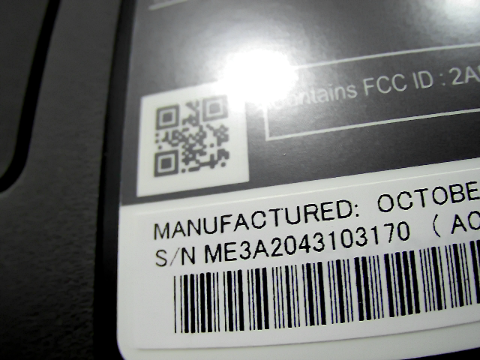 Contains FCC ID : 2A
MANUFACTURED: OCTOBE
S/N ME3A2043103170 ( AC